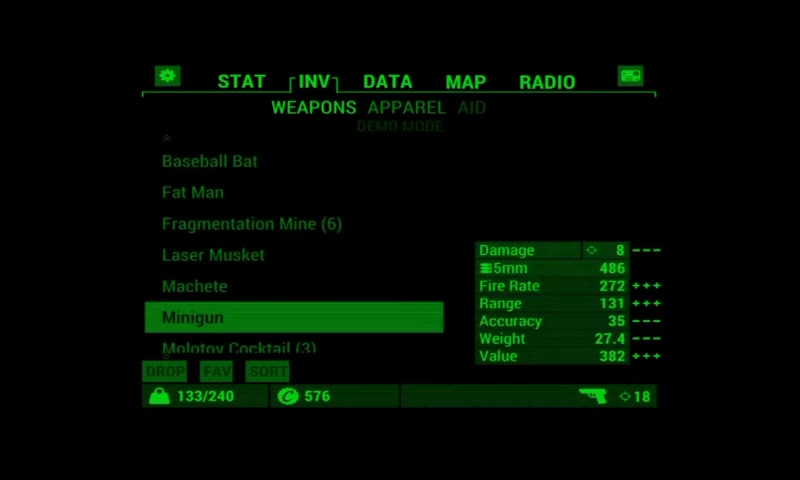 STAT INV DATA MAP RADIO
WEAPONS APPAREL AID
DEMO MODE
Baseball Bat
Fat Man
Fragmentation Mine (6)
Laser Musket
Machete
Minigun
Molotov Cocktail (3)
Damage 8 ---
5mm 486
Fire Rate 272 +++
Range 131 +++
Accuracy 35 ---
Weight 27.4 ---
Value 382 +++
DROP FAV SORT
133/240 576 18